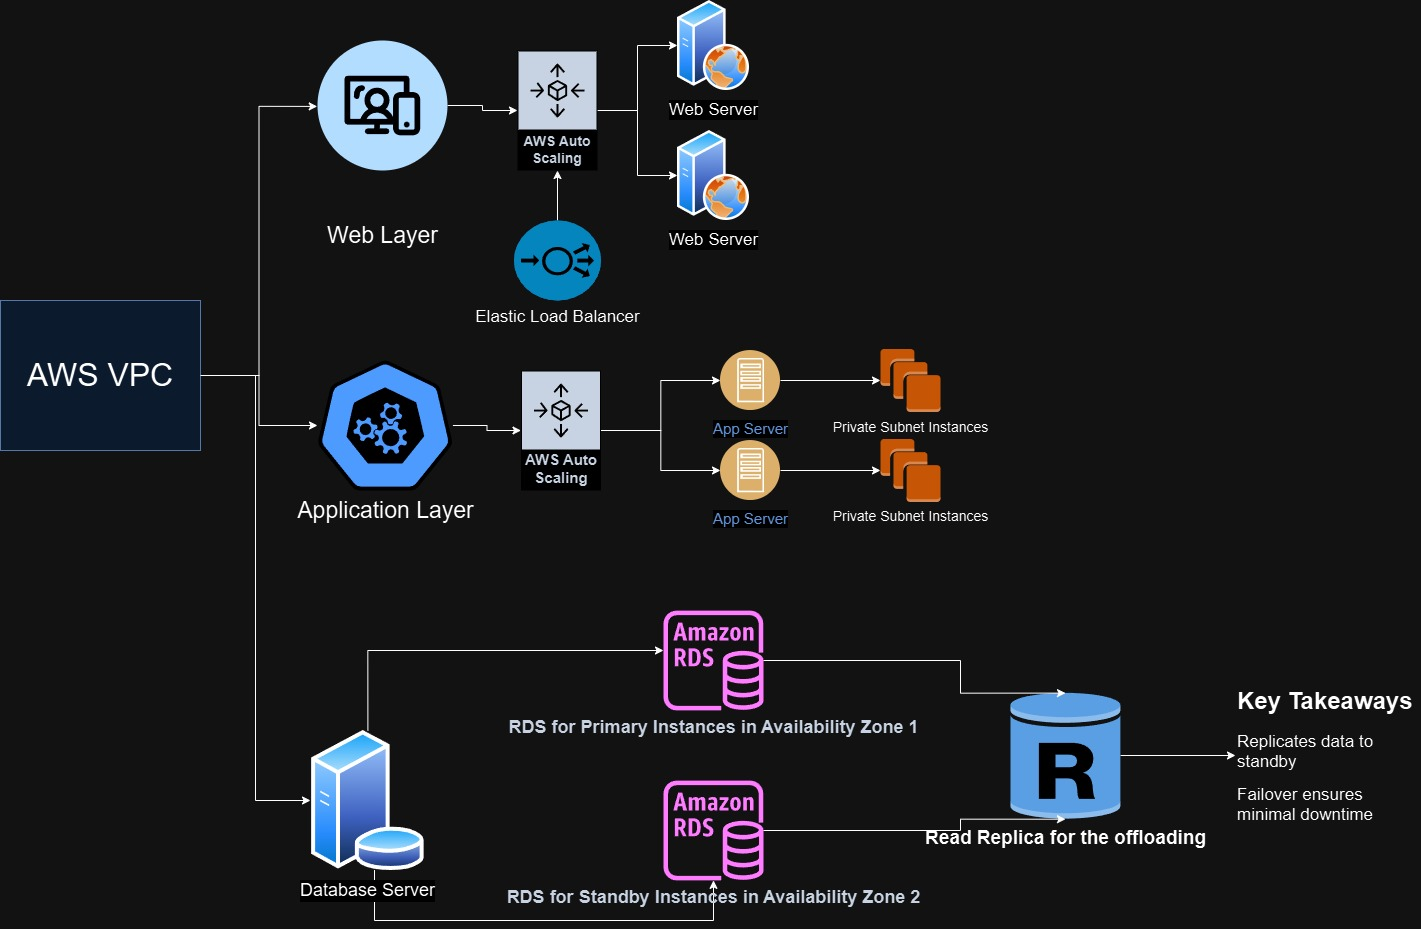 Web Server
AWS Auto
Scaling
Web Layer
Web Server
Elastic Load Balancer
AWS VPC
App Server
Private Subnet Instances
AWS Auto
Scaling
Application Layer
App Server
Private Subnet Instances
Amazon
RDS
RDS for Primary Instances in Availability Zone 1
Key Takeaways
Replicates data to
standby
Failover ensures
minimal downtime
R
Amazon
RDS
Read Replica for the offloading
Database Server
RDS for Standby Instances in Availability Zone 2